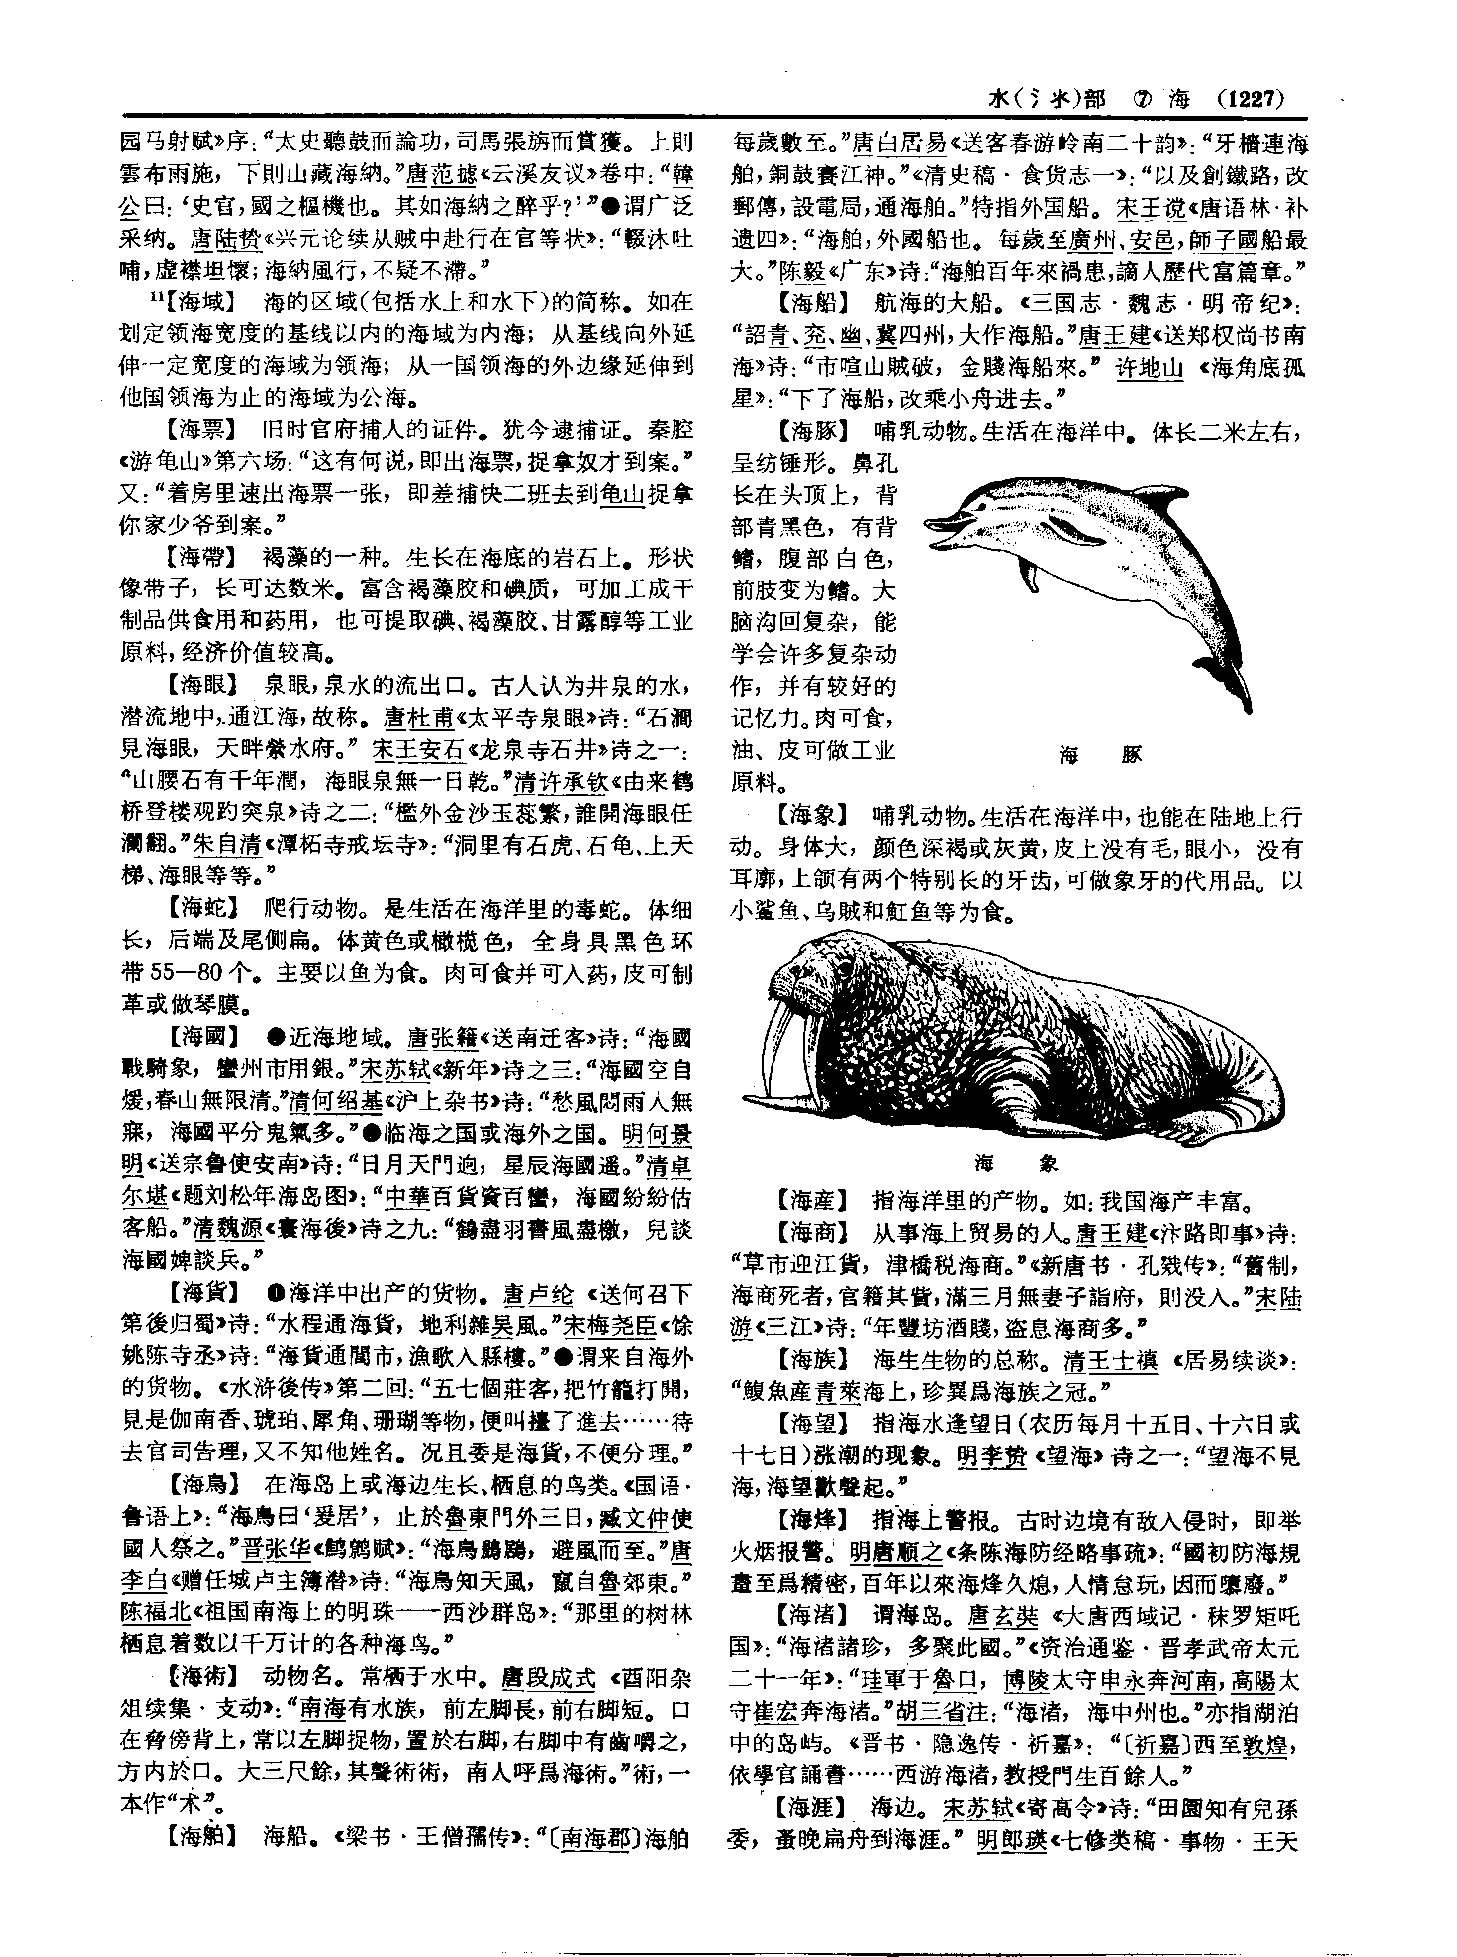 水(氵氺)部 ⑦ 海 (1227)
园马射赋》序：“太史聽鼓而論功，司馬張旃而賞獲。上則
雲布雨施，下則山藏海納。”唐范摅《云溪友议》卷中：“韓
公曰：‘史官，國之樞機也。其如海納之醉乎？’”❷谓广泛
采纳。唐陆贽《兴元论续从贼中赴行在官等状》：“輟沐吐
哺，虚襟坦懷；海納風行，不疑不滯。”
11【海域】 海的区域(包括水上和水下)的简称。如在
划定领海宽度的基线以内的海域为内海；从基线向外延
伸一定宽度的海域为领海；从一国领海的外边缘延伸到
他国领海为止的海域为公海。
【海票】 旧时官府捕人的证件。犹今逮捕证。秦腔
《游龟山》第六场：“这有何说，即出海票，捉拿奴才到案。”
又：“着房里速出海票一张，即差捕快二班去到龟山捉拿
你家少爷到案。”
【海帶】 褐藻的一种。生长在海底的岩石上。形状
像带子，长可达数米。富含褐藻胶和碘质，可加工成干
制品供食用和药用，也可提取碘、褐藻胶、甘露醇等工业
原料，经济价值较高。
【海眼】 泉眼，泉水的流出口。古人认为井泉的水，
潜流地中，通江海，故称。唐杜甫《太平寺泉眼》诗：“石澗
見海眼，天畔縈水府。”宋王安石《龙泉寺石井》诗之一：
“山腰石有千年潤，海眼泉無一日乾。”清许承钦《由来鹤
桥登楼观趵突泉》诗之二：“檻外金沙玉蕊繁，誰開海眼任
瀾翻。”朱自清《潭柘寺戒坛寺》：“洞里有石虎、石龟、上天
梯、海眼等等。”
【海蛇】 爬行动物。是生活在海洋里的毒蛇。体细
长，后端及尾侧扁。体黄色或橄榄色，全身具黑色环
带55—80个。主要以鱼为食。肉可食并可入药，皮可制
革或做琴膜。
【海國】 ❶近海地域。唐张籍《送南迁客》诗：“海國
戰騎象，蠻州市用銀。”宋苏轼《新年》诗之三：“海國空自
煖，春山無限清。”清何绍基《沪上杂书》诗：“愁風悶雨人無
寐，海國平分鬼氣多。”❷临海之国或海外之国。明何景
明《送宗鲁使安南》诗：“日月天門迥，星辰海國遥。”清卓
尔堪《题刘松年海岛图》：“中華百貨資百蠻，海國紛紛估
客船。”清魏源《寰海後》诗之九：“鶴盡羽書風盡檄，兒談
海國婢談兵。”
【海貨】 ❶海洋中出产的货物。唐卢纶《送何召下
第後归蜀》诗：“水程通海貨，地利雜吴風。”宋梅尧臣《馀
姚陈寺丞》诗：“海貨通閭市，漁歌入縣樓。”❷谓来自海外
的货物。《水浒後传》第二回：“五七個莊客，把竹籠打開，
見是伽南香、琥珀、犀角、珊瑚等物，便叫擡了進去……待
去官司告理，又不知他姓名。况且委是海貨，不便分理。”
【海鳥】 在海岛上或海边生长、栖息的鸟类。《国语·
鲁语上》：“海鳥曰‘爰居’，止於魯東門外三日，臧文仲使
國人祭之。”晋张华《鹪鹩赋》：“海鳥鶢鶋，避風而至。”唐
李白《赠任城卢主簿潜》诗：“海鳥知天風，竄自魯郊東。”
陈福北《祖国南海上的明珠——西沙群岛》：“那里的树林
栖息着数以千万计的各种海鸟。”
【海術】 动物名。常栖于水中。唐段成式《酉阳杂
俎续集·支动》：“南海有水族，前左脚長，前右脚短。口
在脅傍背上，常以左脚捉物，置於右脚，右脚中有齒嚼之，
方内於口。大三尺餘，其聲術術，南人呼爲海術。”術，一
本作“术”。
【海舶】 海船。《梁书·王僧孺传》：“〔南海郡〕海舶
每歲數至。”唐白居易《送客春游岭南二十韵》：“牙檣連海
舶，銅鼓賽江神。”《清史稿·食货志一》：“以及創鐵路，改
郵傳，設電局，通海舶。”特指外国船。宋王谠《唐语林·补
遗四》：“海舶，外國船也。每歲至廣州、安邑，師子國船最
大。”陈毅《广东》诗：“海舶百年來禍患，謫人歷代富篇章。”
【海船】 航海的大船。《三国志·魏志·明帝纪》：
“詔青、兖、幽、冀四州，大作海船。”唐王建《送郑权尚书南
海》诗：“市喧山賊破，金賤海船來。”许地山《海角底孤
星》：“下了海船，改乘小舟进去。”
【海豚】 哺乳动物。生活在海洋中。体长二米左右，
呈纺锤形。鼻孔
长在头顶上，背
部青黑色，有背
鳍，腹部白色，
前肢变为鳍。大
脑沟回复杂，能
学会许多复杂动
作，并有较好的
记忆力。肉可食，
油、皮可做工业
原料。
海 豚
【海象】 哺乳动物。生活在海洋中，也能在陆地上行
动。身体大，颜色深褐或灰黄，皮上没有毛，眼小，没有
耳廓，上颌有两个特别长的牙齿，可做象牙的代用品。以
小鲨鱼、乌贼和魟鱼等为食。
海 象
【海産】 指海洋里的产物。如：我国海产丰富。
【海商】 从事海上贸易的人。唐王建《汴路即事》诗：
“草市迎江貨，津橋税海商。”《新唐书·孔戣传》：“舊制，
海商死者，官籍其貲，滿三月無妻子詣府，則没入。”宋陆
游《三江》诗：“年豐坊酒賤，盜息海商多。”
【海族】 海生生物的总称。清王士禛《居易续谈》：
“鰒魚產青萊海上，珍異爲海族之冠。”
【海望】 指海水逢望日(农历每月十五日、十六日或
十七日)涨潮的现象。明李贽《望海》诗之一：“望海不見
海，海望歡聲起。”
【海烽】 指海上警报。古时边境有敌入侵时，即举
火烟报警。明唐顺之《条陈海防经略事疏》：“國初防海規
畫至爲精密，百年以來海烽久熄，人情怠玩，因而墮廢。”
【海渚】 谓海岛。唐玄奘《大唐西域记·秣罗矩吒
国》：“海渚諸珍，多聚此國。”《资治通鉴·晋孝武帝太元
二十一年》：“珪軍于魯口，博陵太守申永奔河南，高陽太
守崔宏奔海渚。”胡三省注：“海渚，海中州也。”亦指湖泊
中的岛屿。《晋书·隐逸传·祈嘉》：“〔祈嘉〕西至敦煌，
依學官誦書……西游海渚，教授門生百餘人。”
【海涯】 海边。宋苏轼《寄高令》诗：“田園知有兒孫
委，蚤晚扁舟到海涯。”明郎瑛《七修类稿·事物·王天